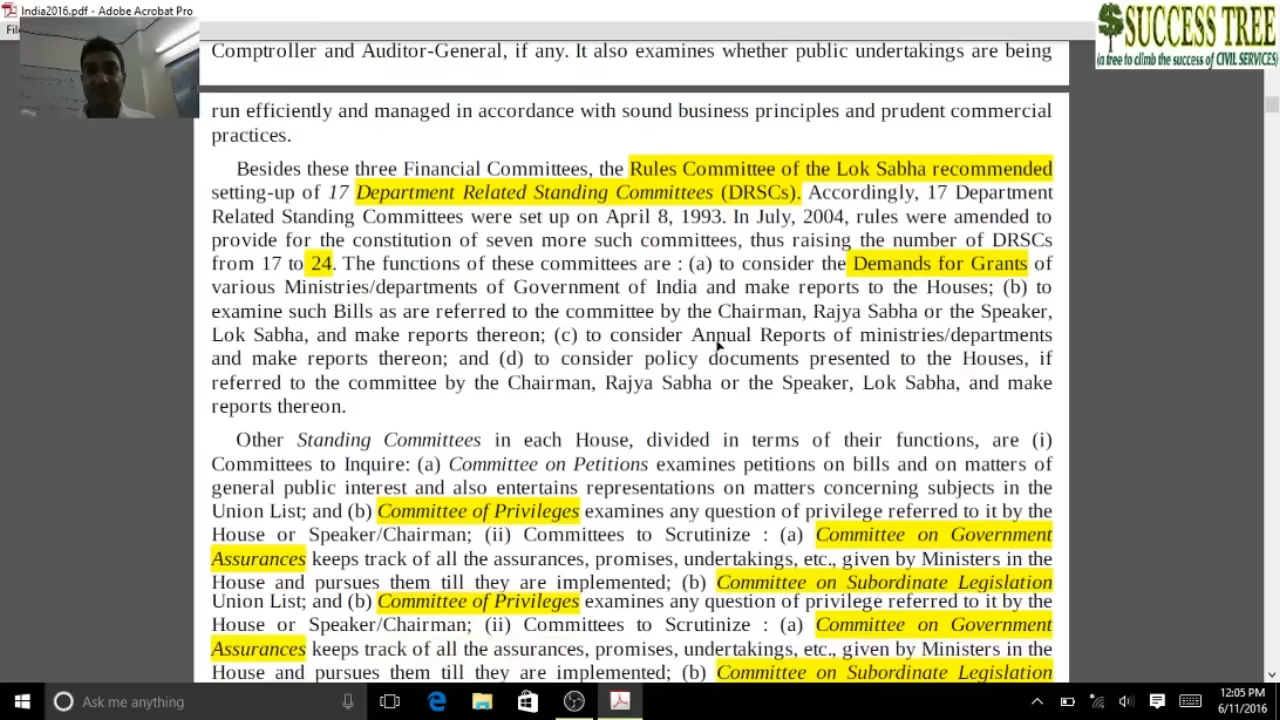 India2016.pdf - Adobe Acrobat Pro
SUCCESS TREE
(a tree to climb the success of CIVIL SERVICES)
Comptroller and Auditor-General, if any. It also examines whether public undertakings are being
run efficiently and managed in accordance with sound business principles and prudent commercial
practices.
Besides these three Financial Committees, the Rules Committee of the Lok Sabha recommended
setting-up of 17 Department Related Standing Committees (DRSCs). Accordingly, 17 Department
Related Standing Committees were set up on April 8, 1993. In July, 2004, rules were amended to
provide for the constitution of seven more such committees, thus raising the number of DRSCs
from 17 to 24. The functions of these committees are : (a) to consider the Demands for Grants of
various Ministries/departments of Government of India and make reports to the Houses; (b) to
examine such Bills as are referred to the committee by the Chairman, Rajya Sabha or the Speaker,
Lok Sabha, and make reports thereon; (c) to consider Annual Reports of ministries/departments
and make reports thereon; and (d) to consider policy documents presented to the Houses, if
referred to the committee by the Chairman, Rajya Sabha or the Speaker, Lok Sabha, and make
reports thereon.
Other Standing Committees in each House, divided in terms of their functions, are (i)
Committees to Inquire: (a) Committee on Petitions examines petitions on bills and on matters of
general public interest and also entertains representations on matters concerning subjects in the
Union List; and (b) Committee of Privileges examines any question of privilege referred to it by the
House or Speaker/Chairman; (ii) Committees to Scrutinize : (a) Committee on Government
Assurances keeps track of all the assurances, promises, undertakings, etc., given by Ministers in the
House and pursues them till they are implemented; (b) Committee on Subordinate Legislation
Union List; and (b) Committee of Privileges examines any question of privilege referred to it by the
House or Speaker/Chairman; (ii) Committees to Scrutinize : (a) Committee on Government
Assurances keeps track of all the assurances, promises, undertakings, etc., given by Ministers in the
House and pursues them till they are implemented; (b) Committee on Subordinate Legislation
Ask me anything
12:05 PM
6/11/2016